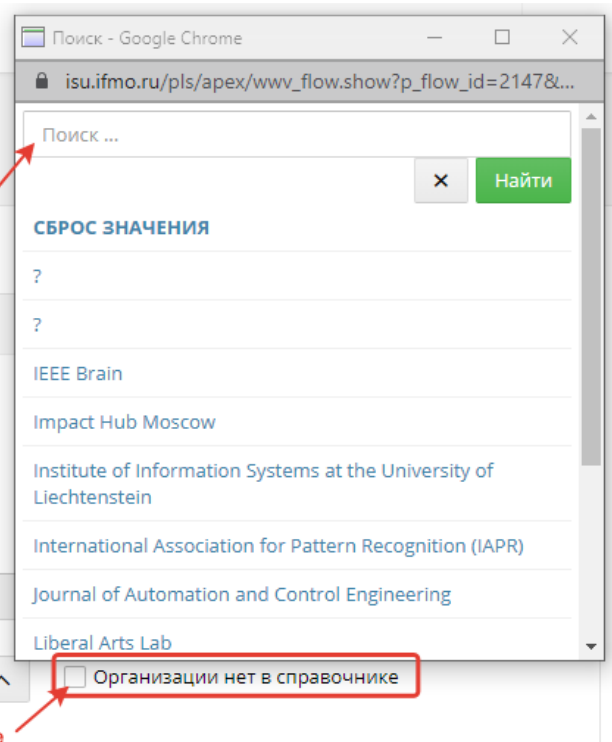 Поиск - Google Chrome
isu.ifmo.ru/pls/apex/wwv_flow.show?p_flow_id=2147&...
Поиск ...
× Найти
СБРОС ЗНАЧЕНИЯ
?
?
IEEE Brain
Impact Hub Moscow
Institute of Information Systems at the University of
Liechtenstein
International Association for Pattern Recognition (IAPR)
Journal of Automation and Control Engineering
Liberal Arts Lab
Организации нет в справочнике
е